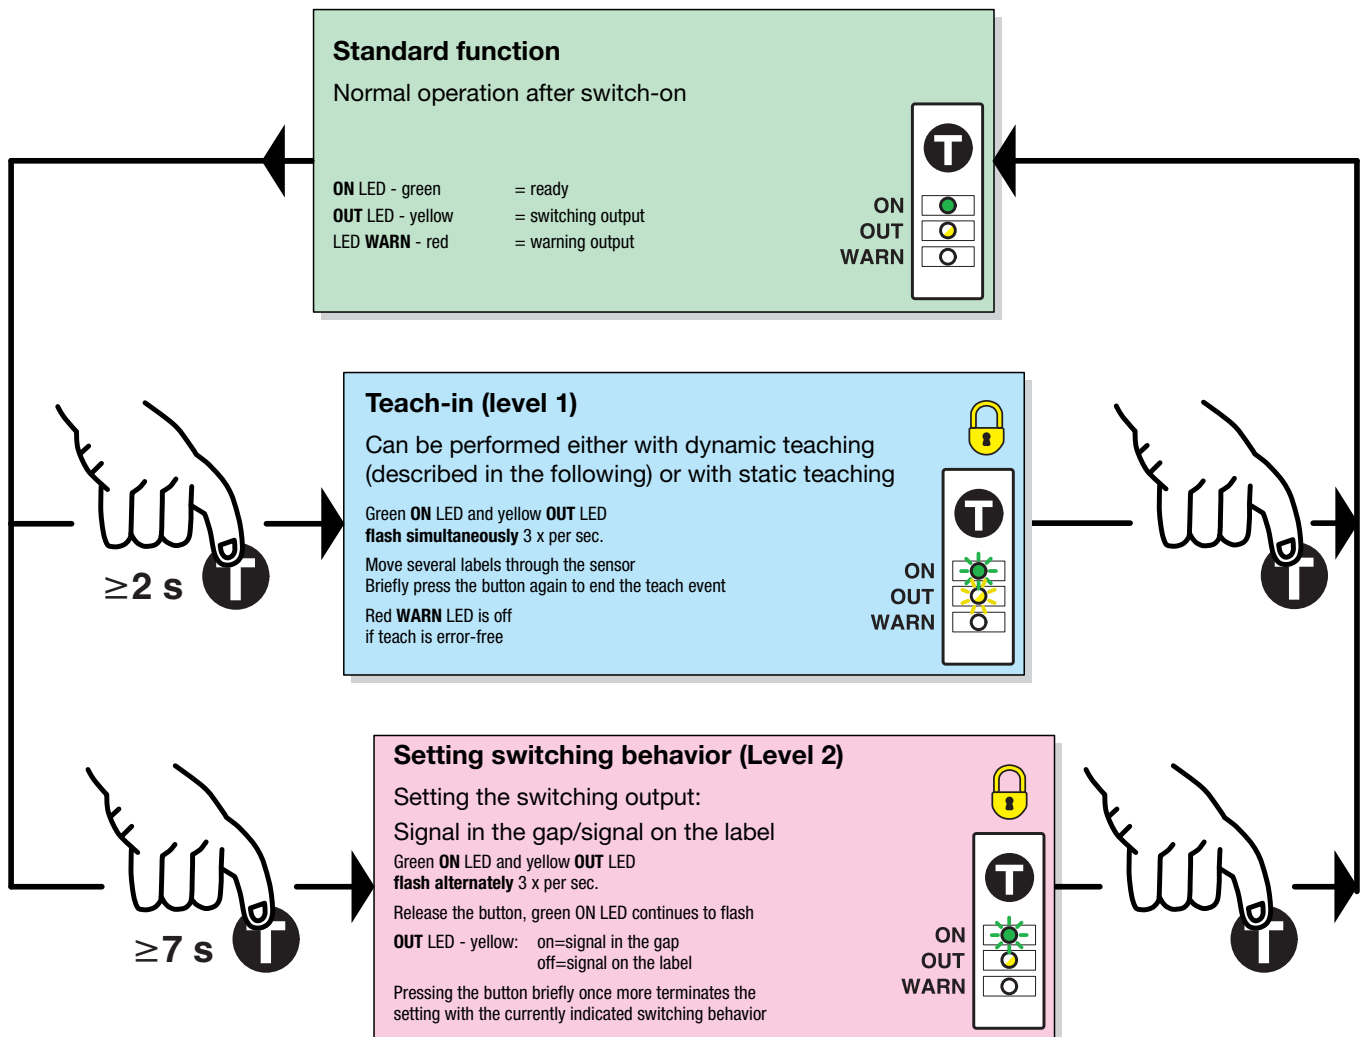 Standard function
Normal operation after switch-on
T
ON LED - green = ready
OUT LED - yellow = switching output
LED WARN - red = warning output
ON
OUT
WARN
Teach-in (level 1)
Can be performed either with dynamic teaching
(described in the following) or with static teaching
Green ON LED and yellow OUT LED
flash simultaneously 3 x per sec.
Move several labels through the sensor
Briefly press the button again to end the teach event
Red WARN LED is off
if teach is error-free
T
ON
OUT
WARN
≥2 s
T
T
Setting switching behavior (Level 2)
Setting the switching output:
Signal in the gap/signal on the label
Green ON LED and yellow OUT LED
flash alternately 3 x per sec.
Release the button, green ON LED continues to flash
OUT LED - yellow: on=signal in the gap
off=signal on the label
Pressing the button briefly once more terminates the
setting with the currently indicated switching behavior
T
ON
OUT
WARN
≥7 s
T
T